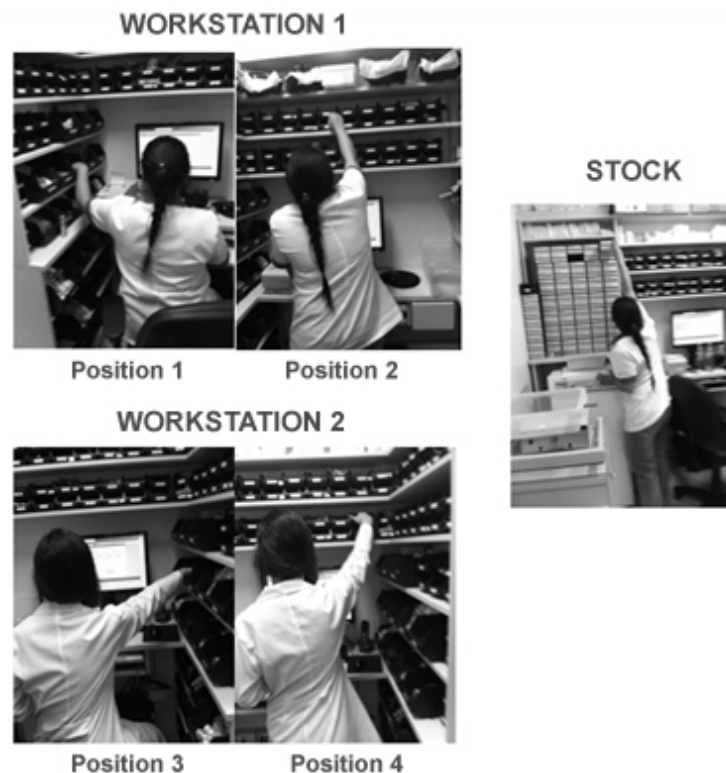 WORKSTATION 1
Position 1
Position 2
STOCK
WORKSTATION 2
Position 3
Position 4